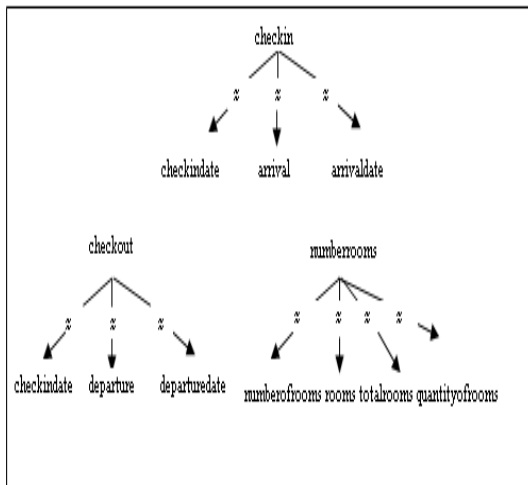 checkin
≈ ≈ ≈
checkindate arrival arrivaldate
checkout numberrooms
≈ ≈ ≈ ≈ ≈ ≈ ≈
checkindate departure departuredate numberofrooms rooms totalrooms quantityofrooms